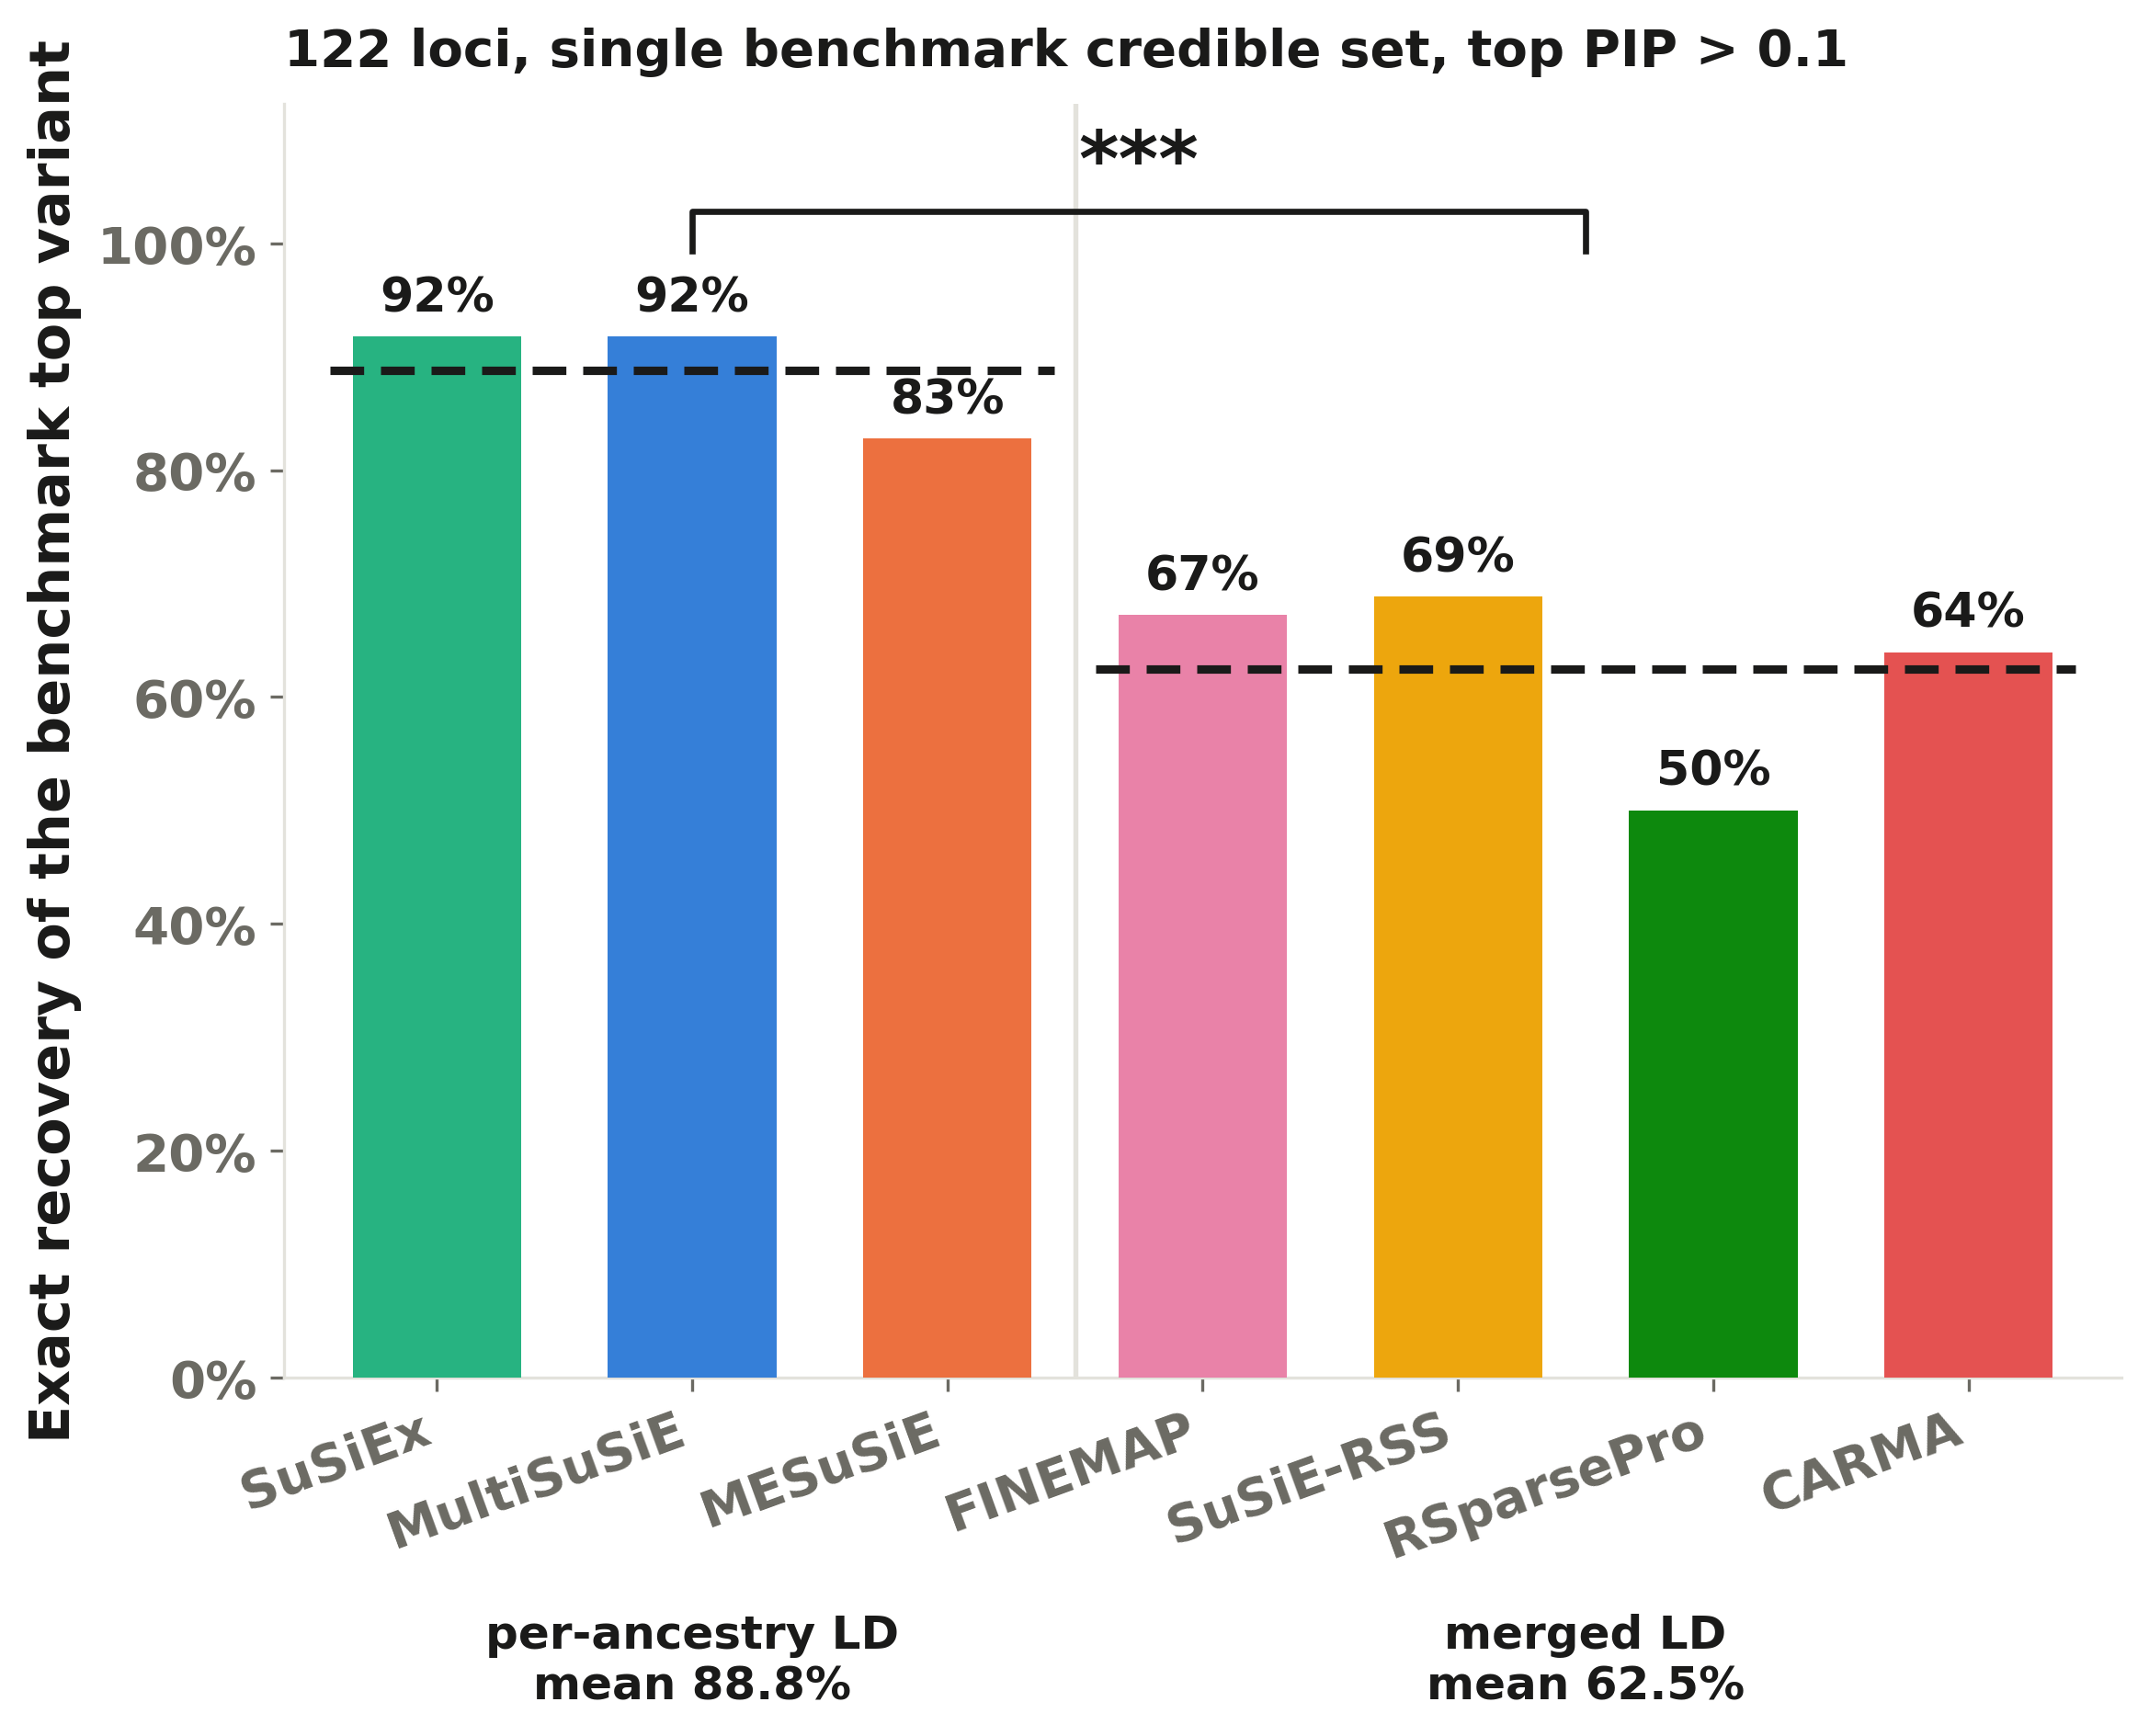 122 loci, single benchmark credible set, top PIP > 0.1
Exact recovery of the benchmark top variant
***
100%
80%
60%
40%
20%
0%
92%
92%
83%
67%
69%
50%
64%
SuSiEx
MultiSuSiE
MESuSiE
FINEMAP
SuSiE-RSS
RSparsePro
CARMA
per-ancestry LD
mean 88.8%
merged LD
mean 62.5%